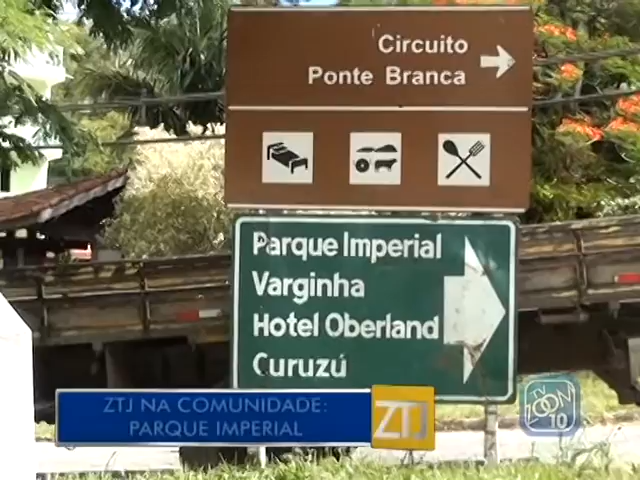 Circuito
Ponte Branca
Parque Imperial
Varginha
Hotel Oberland
Curuzú
ZTJ NA COMUNIDADE:
PARQUE IMPERIAL
ZTJ
TV
ZOOM
10